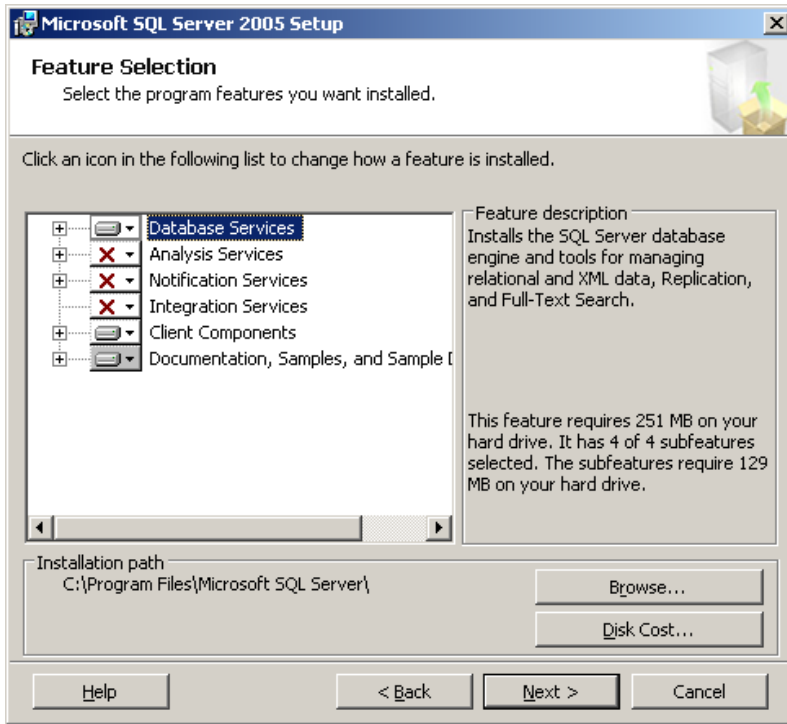 Microsoft SQL Server 2005 Setup
Feature Selection
Select the program features you want installed.
Click an icon in the following list to change how a feature is installed.
Database Services
Analysis Services
Notification Services
Integration Services
Client Components
Documentation, Samples, and Sample
Feature description
Installs the SQL Server database
engine and tools for managing
relational and XML data, Replication,
and Full-Text Search.
This feature requires 251 MB on your
hard drive. It has 4 of 4 subfeatures
selected. The subfeatures require 129
MB on your hard drive.
Installation path
C:\Program Files\Microsoft SQL Server\
Browse...
Disk Cost...
Help
< Back
Next >
Cancel